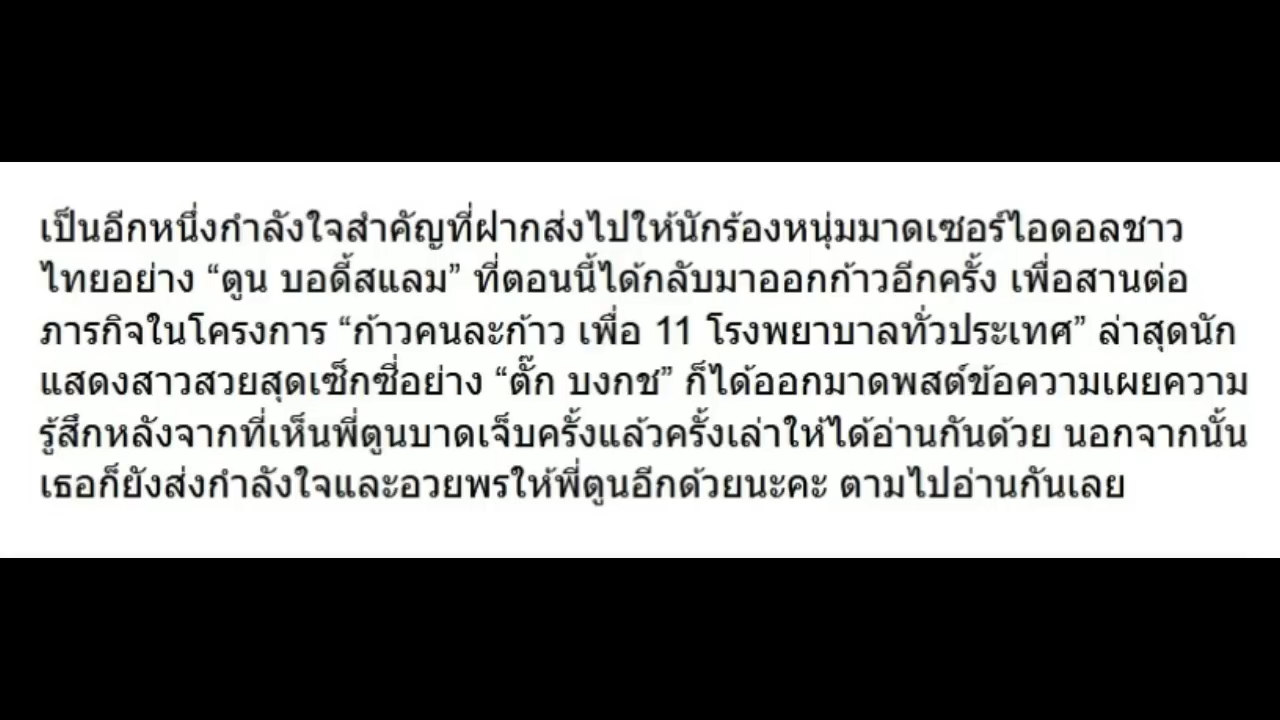 เป็นอีกหนึ่งกำลังใจสำคัญที่ฝากส่งไปให้นักร้องหนุ่มมาดเซอร์ไอดอลชาว
ไทยอย่าง “ตูน บอดี้สแลม” ที่ตอนนี้ได้กลับมาออกก้าวอีกครั้ง เพื่อสานต่อ
ภารกิจในโครงการ “ก้าวคนละก้าว เพื่อ 11 โรงพยาบาลทั่วประเทศ” ล่าสุดนัก
แสดงสาวสวยสุดเซ็กซี่อย่าง “ตั๊ก บงกช” ก็ได้ออกมาดพสต์ข้อความเผยความ
รู้สึกหลังจากที่เห็นพี่ตูนบาดเจ็บครั้งแล้วครั้งเล่าให้ได้อ่านกันด้วย นอกจากนั้น
เธอก็ยังส่งกำลังใจและอวยพรให้พี่ตูนอีกด้วยนะคะ ตามไปอ่านกันเลย